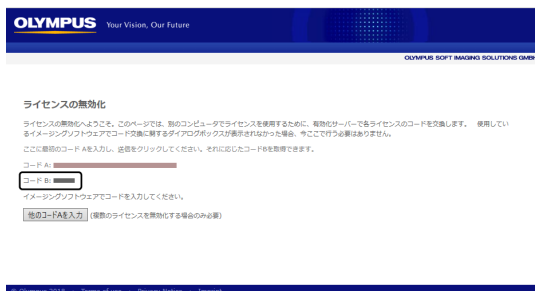 OLYMPUS Your Vision, Our Future
OLYMPUS SOFT IMAGING SOLUTIONS GMBH
ライセンスの無効化
ライセンスの無効化へようこそ。このページでは、別のコンピュータでライセンスを使用するために、有効化サーバーで各ライセンスのコードを交換します。 使用してい
るイメージングソフトウェアでコード交換に関するダイアログボックスが表示されなかった場合、今ここで行う必要はありません。
ここに最初のコード Aを入力し、送信をクリックしてください。それに応じたコードBを取得できます。
コード A:
コード B:
イメージングソフトウェアでコードを入力してください。
他のコードAを入力 (複数のライセンスを無効化する場合のみ必要)
© Olympus 2018 Terms of use Privacy Notice Imprint